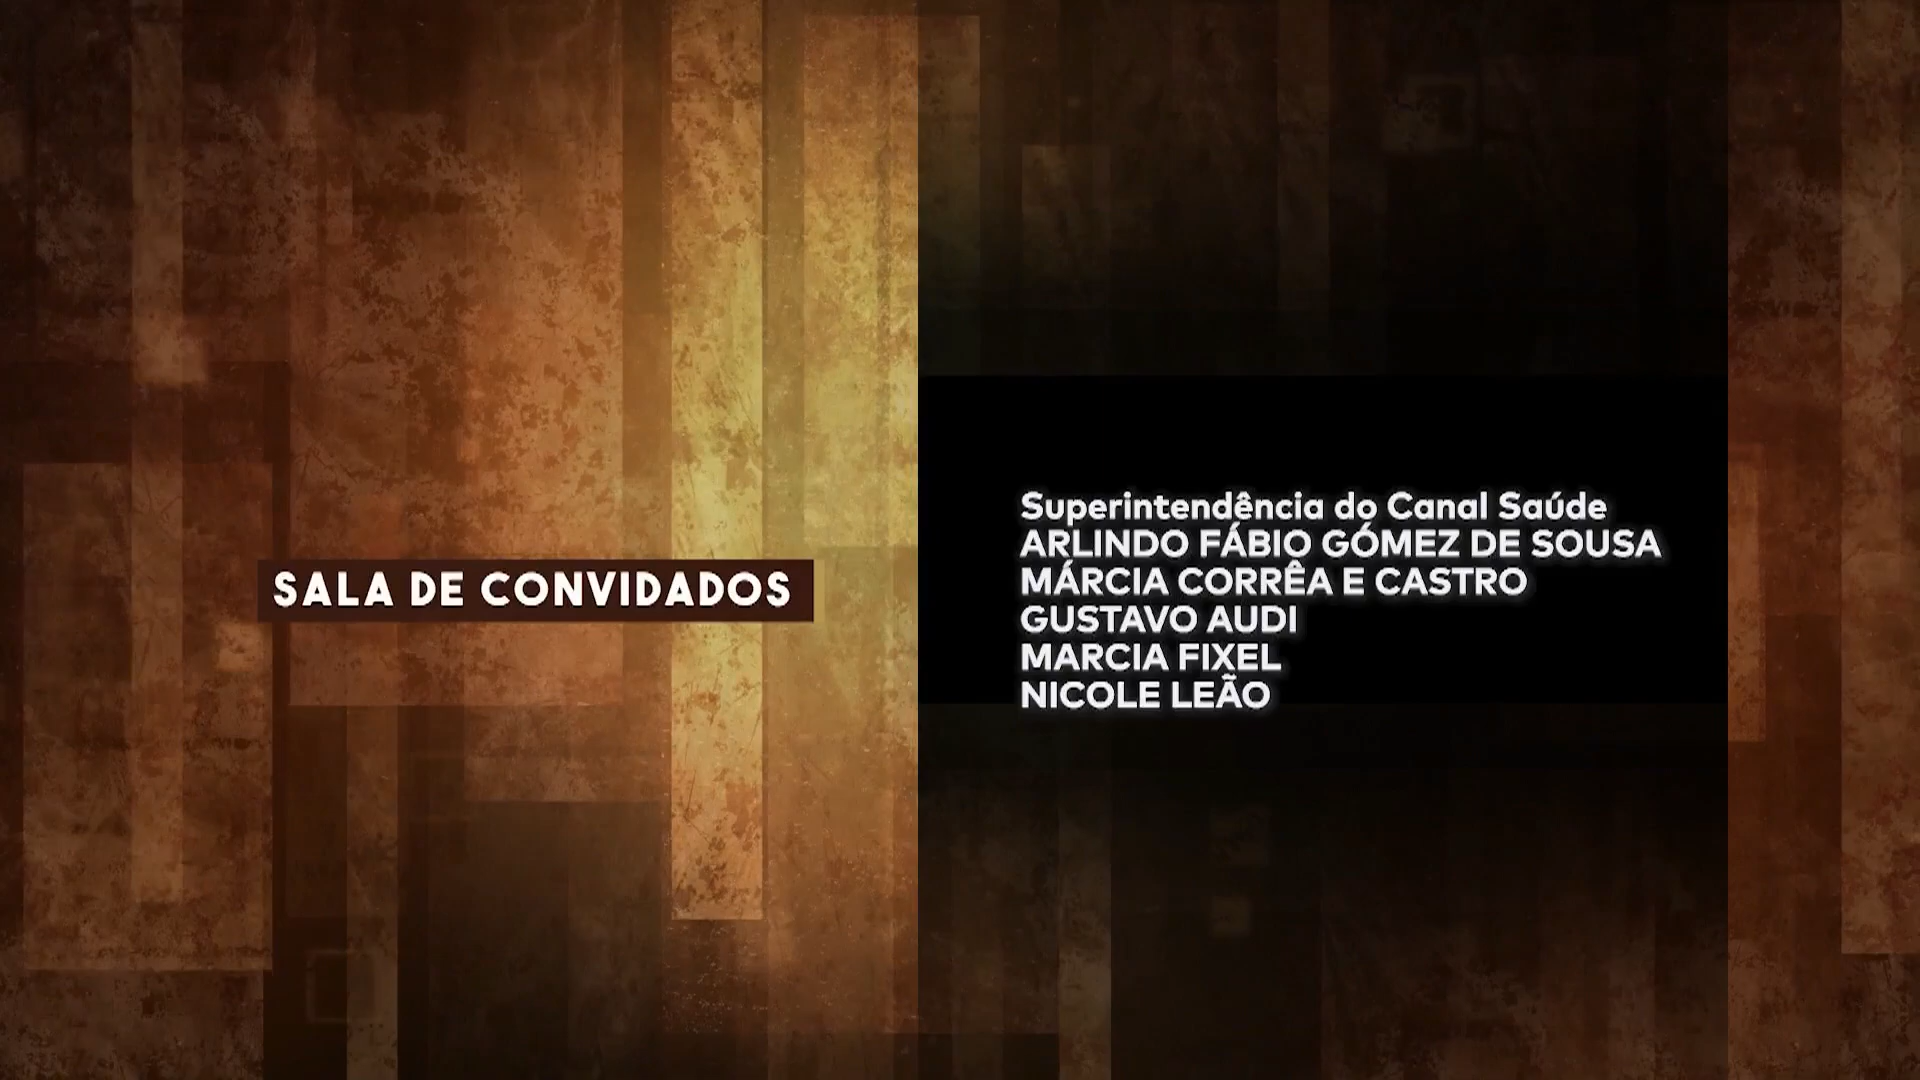 SALA DE CONVIDADOS
Superintendência do Canal Saúde
ARLINDO FÁBIO GÓMEZ DE SOUSA
MÁRCIA CORRÊA E CASTRO
GUSTAVO AUDI
MARCIA FIXEL
NICOLE LEÃO